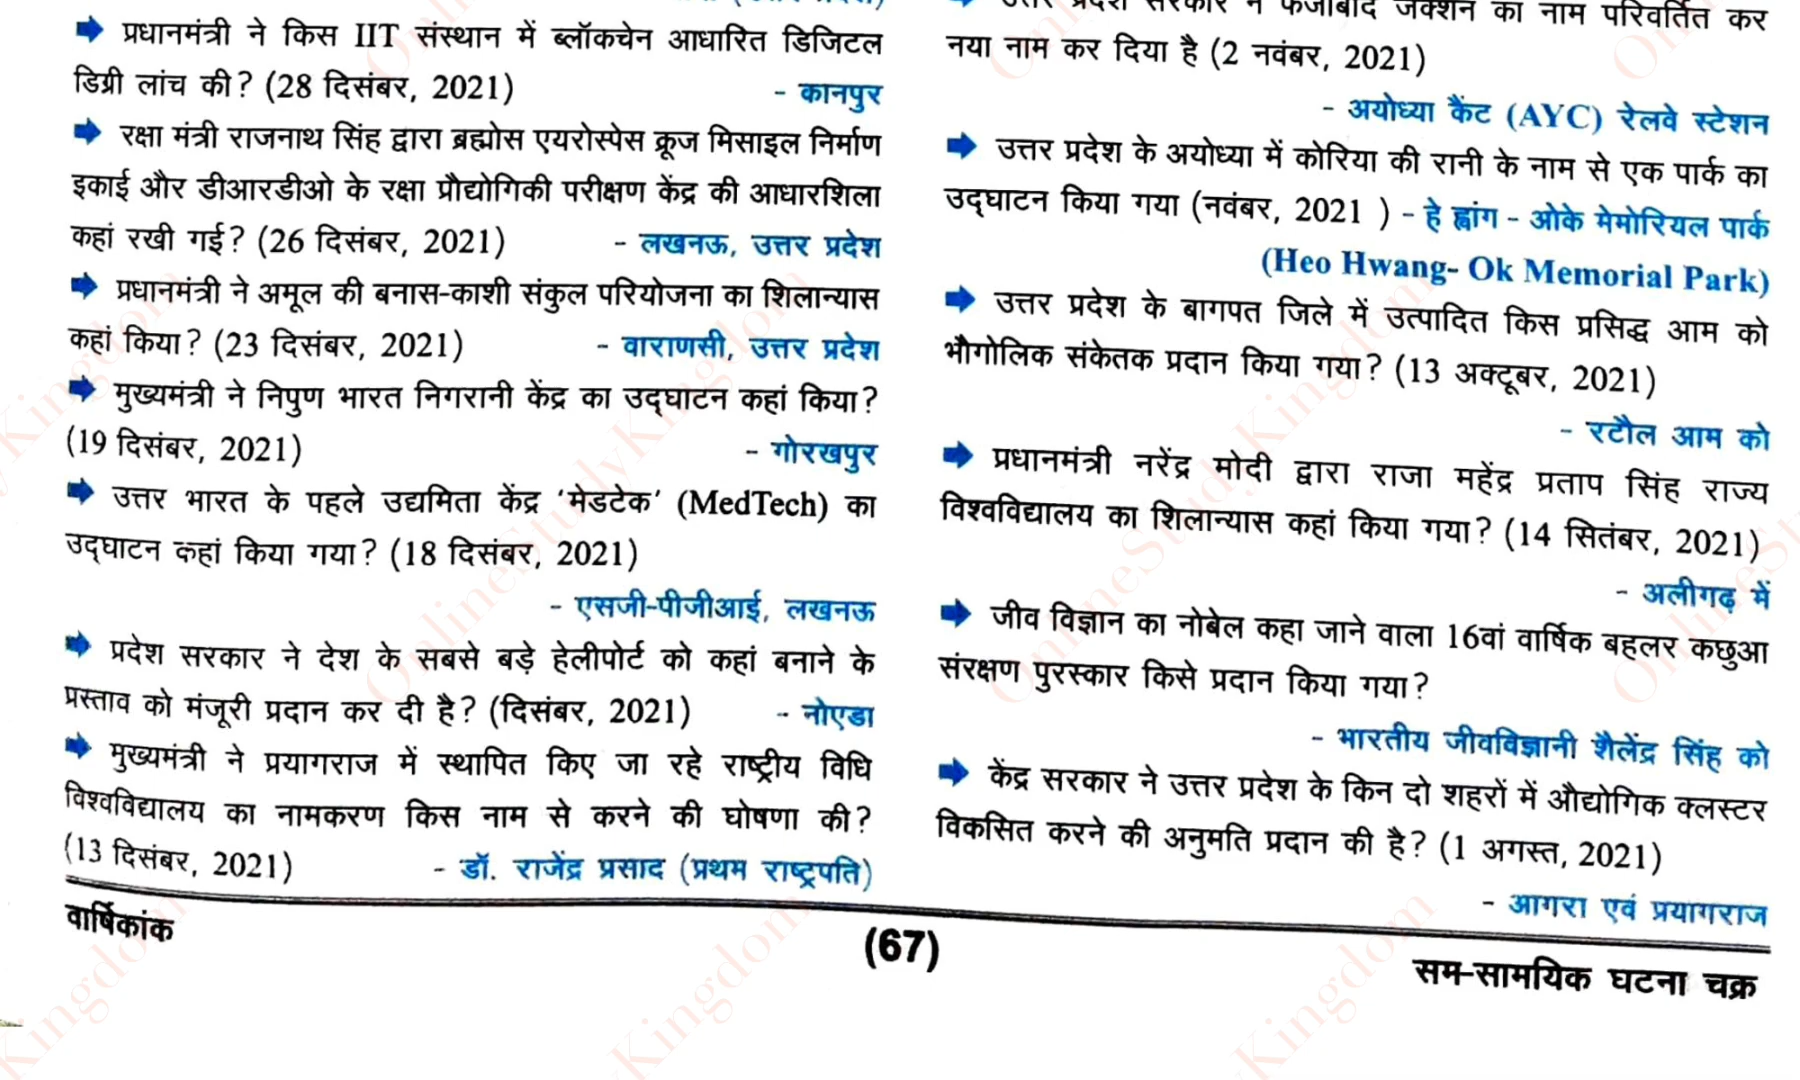 ➡ प्रधानमंत्री ने किस IIT संस्थान में ब्लॉकचेन आधारित डिजिटल
डिग्री लांच की? (28 दिसंबर, 2021) - कानपुर
➡ रक्षा मंत्री राजनाथ सिंह द्वारा ब्रह्मोस एयरोस्पेस क्रूज मिसाइल निर्माण
इकाई और डीआरडीओ के रक्षा प्रौद्योगिकी परीक्षण केंद्र की आधारशिला
कहां रखी गई? (26 दिसंबर, 2021) - लखनऊ, उत्तर प्रदेश
➡ प्रधानमंत्री ने अमूल की बनास-काशी संकुल परियोजना का शिलान्यास
कहां किया? (23 दिसंबर, 2021) - वाराणसी, उत्तर प्रदेश
➡ मुख्यमंत्री ने निपुण भारत निगरानी केंद्र का उद्घाटन कहां किया?
(19 दिसंबर, 2021) - गोरखपुर
➡ उत्तर भारत के पहले उद्यमिता केंद्र ‘मेडटेक’ (MedTech) का
उद्घाटन कहां किया गया? (18 दिसंबर, 2021)
- एसजी-पीजीआई, लखनऊ
➡ प्रदेश सरकार ने देश के सबसे बड़े हेलीपोर्ट को कहां बनाने के
प्रस्ताव को मंजूरी प्रदान कर दी है? (दिसंबर, 2021) - नोएडा
➡ मुख्यमंत्री ने प्रयागराज में स्थापित किए जा रहे राष्ट्रीय विधि
विश्वविद्यालय का नामकरण किस नाम से करने की घोषणा की?
(13 दिसंबर, 2021) - डॉ. राजेंद्र प्रसाद (प्रथम राष्ट्रपति)
उत्तर प्रदेश सरकार ने फैजाबाद जंक्शन का नाम परिवर्तित कर
नया नाम कर दिया है (2 नवंबर, 2021)
- अयोध्या कैंट (AYC) रेलवे स्टेशन
➡ उत्तर प्रदेश के अयोध्या में कोरिया की रानी के नाम से एक पार्क का
उद्घाटन किया गया (नवंबर, 2021 ) - हे ह्वांग - ओके मेमोरियल पार्क
(Heo Hwang- Ok Memorial Park)
➡ उत्तर प्रदेश के बागपत जिले में उत्पादित किस प्रसिद्ध आम को
भौगोलिक संकेतक प्रदान किया गया? (13 अक्टूबर, 2021)
- रटौल आम को
➡ प्रधानमंत्री नरेंद्र मोदी द्वारा राजा महेंद्र प्रताप सिंह राज्य
विश्वविद्यालय का शिलान्यास कहां किया गया? (14 सितंबर, 2021)
- अलीगढ़ में
➡ जीव विज्ञान का नोबेल कहा जाने वाला 16वां वार्षिक बहलर कछुआ
संरक्षण पुरस्कार किसे प्रदान किया गया?
- भारतीय जीवविज्ञानी शैलेंद्र सिंह को
➡ केंद्र सरकार ने उत्तर प्रदेश के किन दो शहरों में औद्योगिक क्लस्टर
विकसित करने की अनुमति प्रदान की है? (1 अगस्त, 2021)
- आगरा एवं प्रयागराज
वार्षिकांक
(67)
सम-सामयिक घटना चक्र
OnlineStudyKingdom